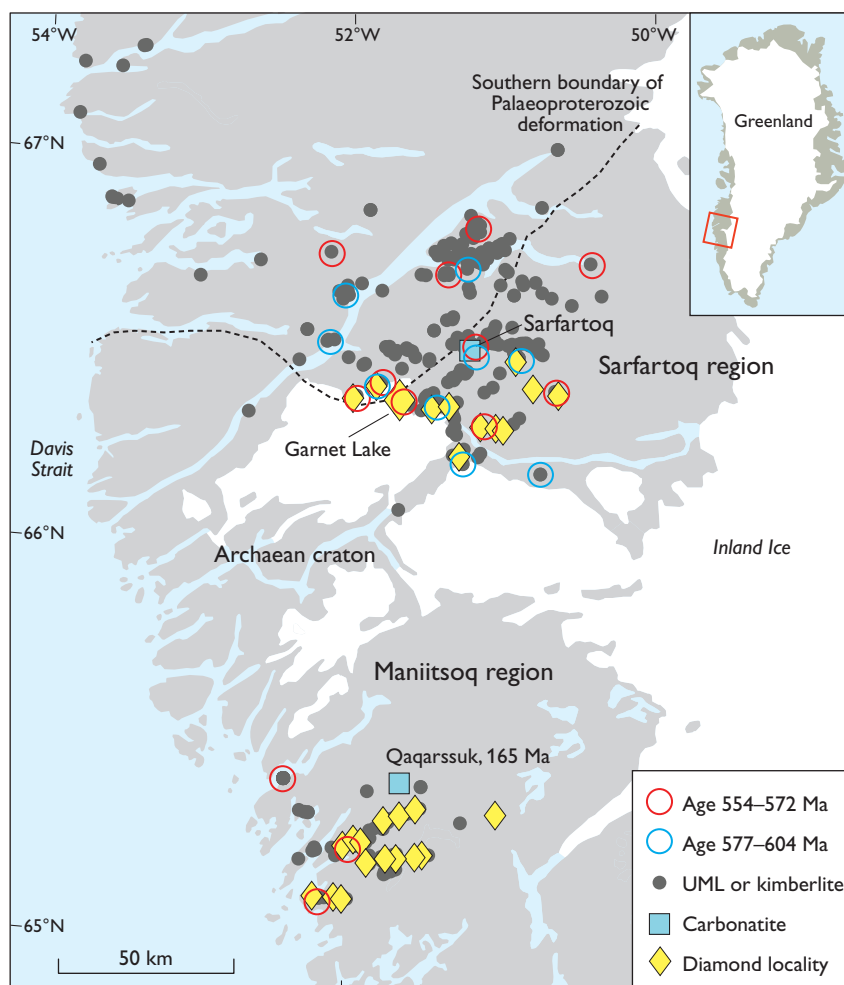 54°W
52°W
50°W
Southern boundary of
Palaeoproterozoic
deformation
Greenland
67°N
Sarfartoq
Sarfartoq region
Garnet Lake
Davis
Strait
66°N
Archaean craton
Inland Ice
Maniitsoq region
Qaqarssuk, 165 Ma
Age 554–572 Ma
Age 577–604 Ma
UML or kimberlite
Carbonatite
Diamond locality
65°N
50 km